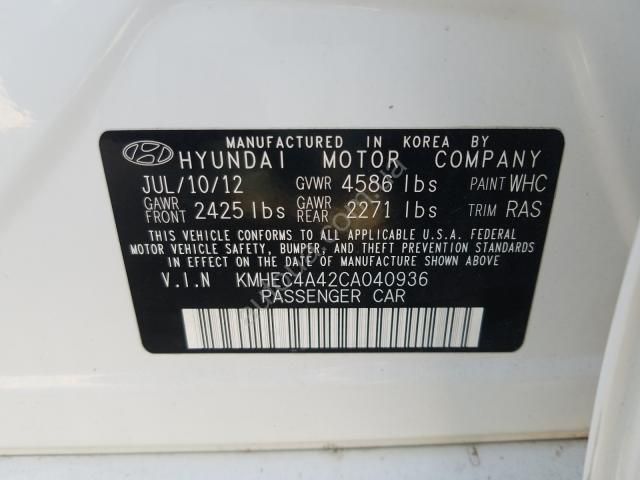 MANUFACTURED IN KOREA BY
HYUNDAI MOTOR COMPANY
JUL/10/12 GVWR 4586 lbs PAINT WHC
GAWR FRONT 2425 lbs GAWR REAR 2271 lbs TRIM RAS
THIS VEHICLE CONFORMS TO ALL APPLICABLE U.S.A. FEDERAL
MOTOR VEHICLE SAFETY, BUMPER, AND THEFT PREVENTION STANDARDS
IN EFFECT ON THE DATE OF MANUFACTURE SHOWN ABOVE.
V.I.N KMHEC4A42CA040936
PASSENGER CAR